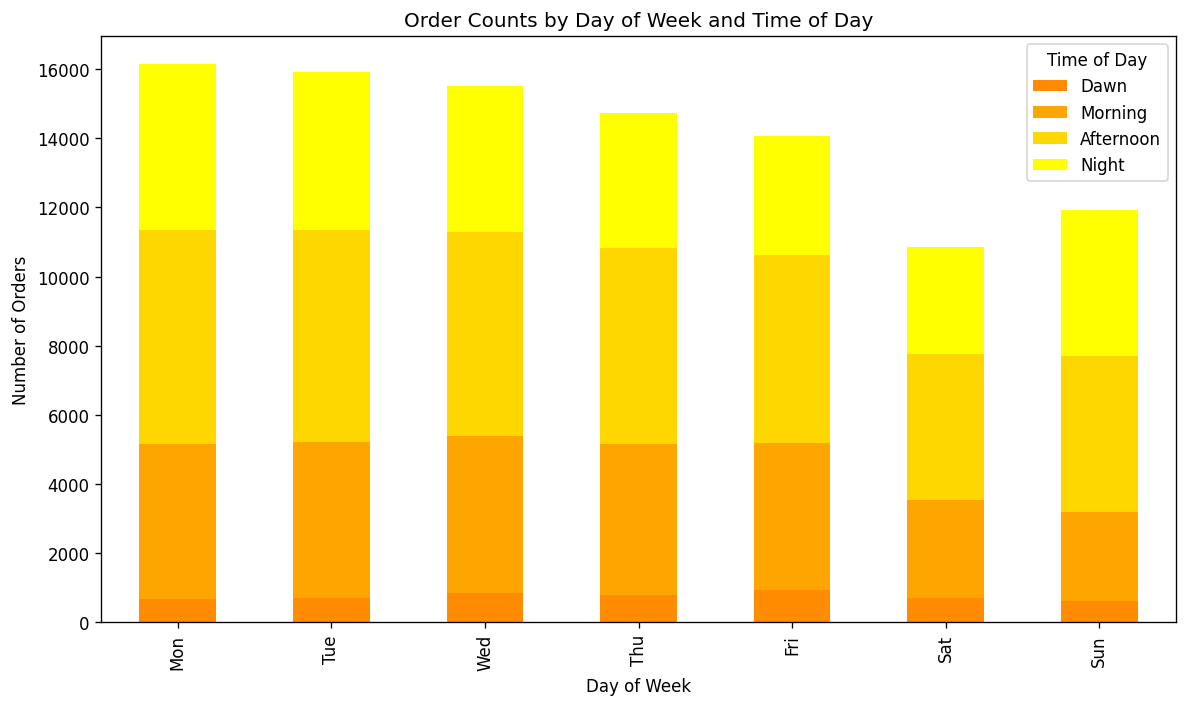 Order Counts by Day of Week and Time of Day
Time of Day
Dawn
Morning
Afternoon
Night
Number of Orders
16000
14000
12000
10000
8000
6000
4000
2000
0
Mon
Tue
Wed
Thu
Fri
Sat
Sun
Day of Week